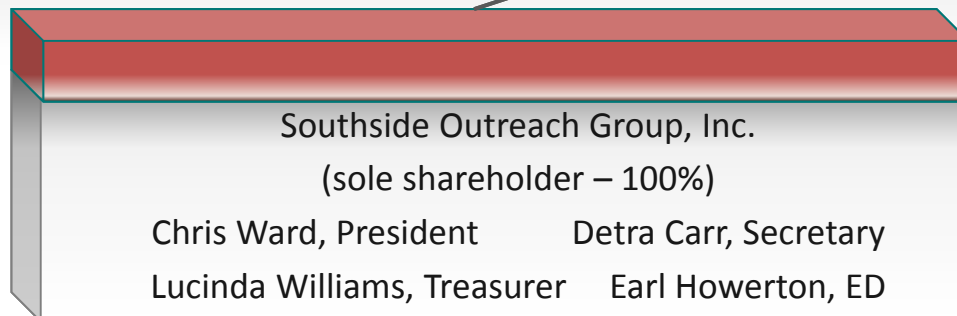 Southside Outreach Group, Inc.
(sole shareholder – 100%)
Chris Ward, President Detra Carr, Secretary
Lucinda Williams, Treasurer Earl Howerton, ED